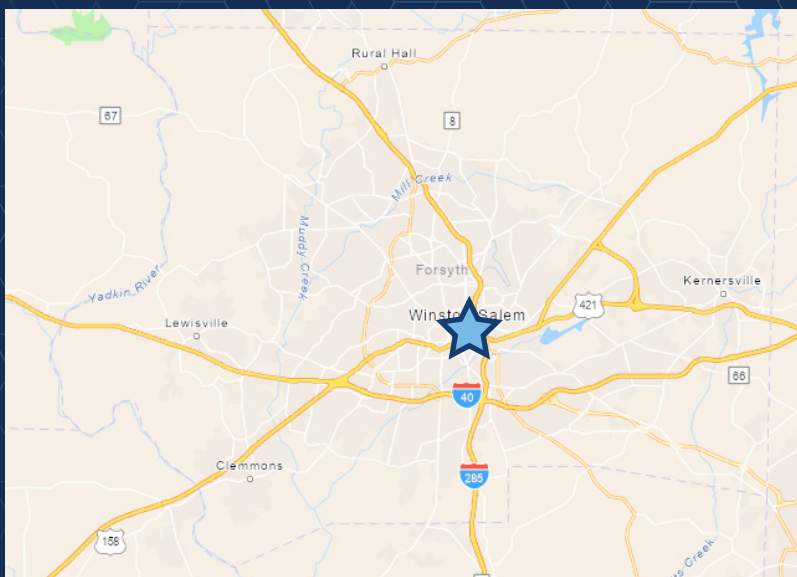 Rural Hall
67
8
Mill Creek
Muddy Creek
Forsyth
Yadkin River
Kernersville
421
Winston-Salem
Lewisville
66
40
Clemmons
285
158
Creek